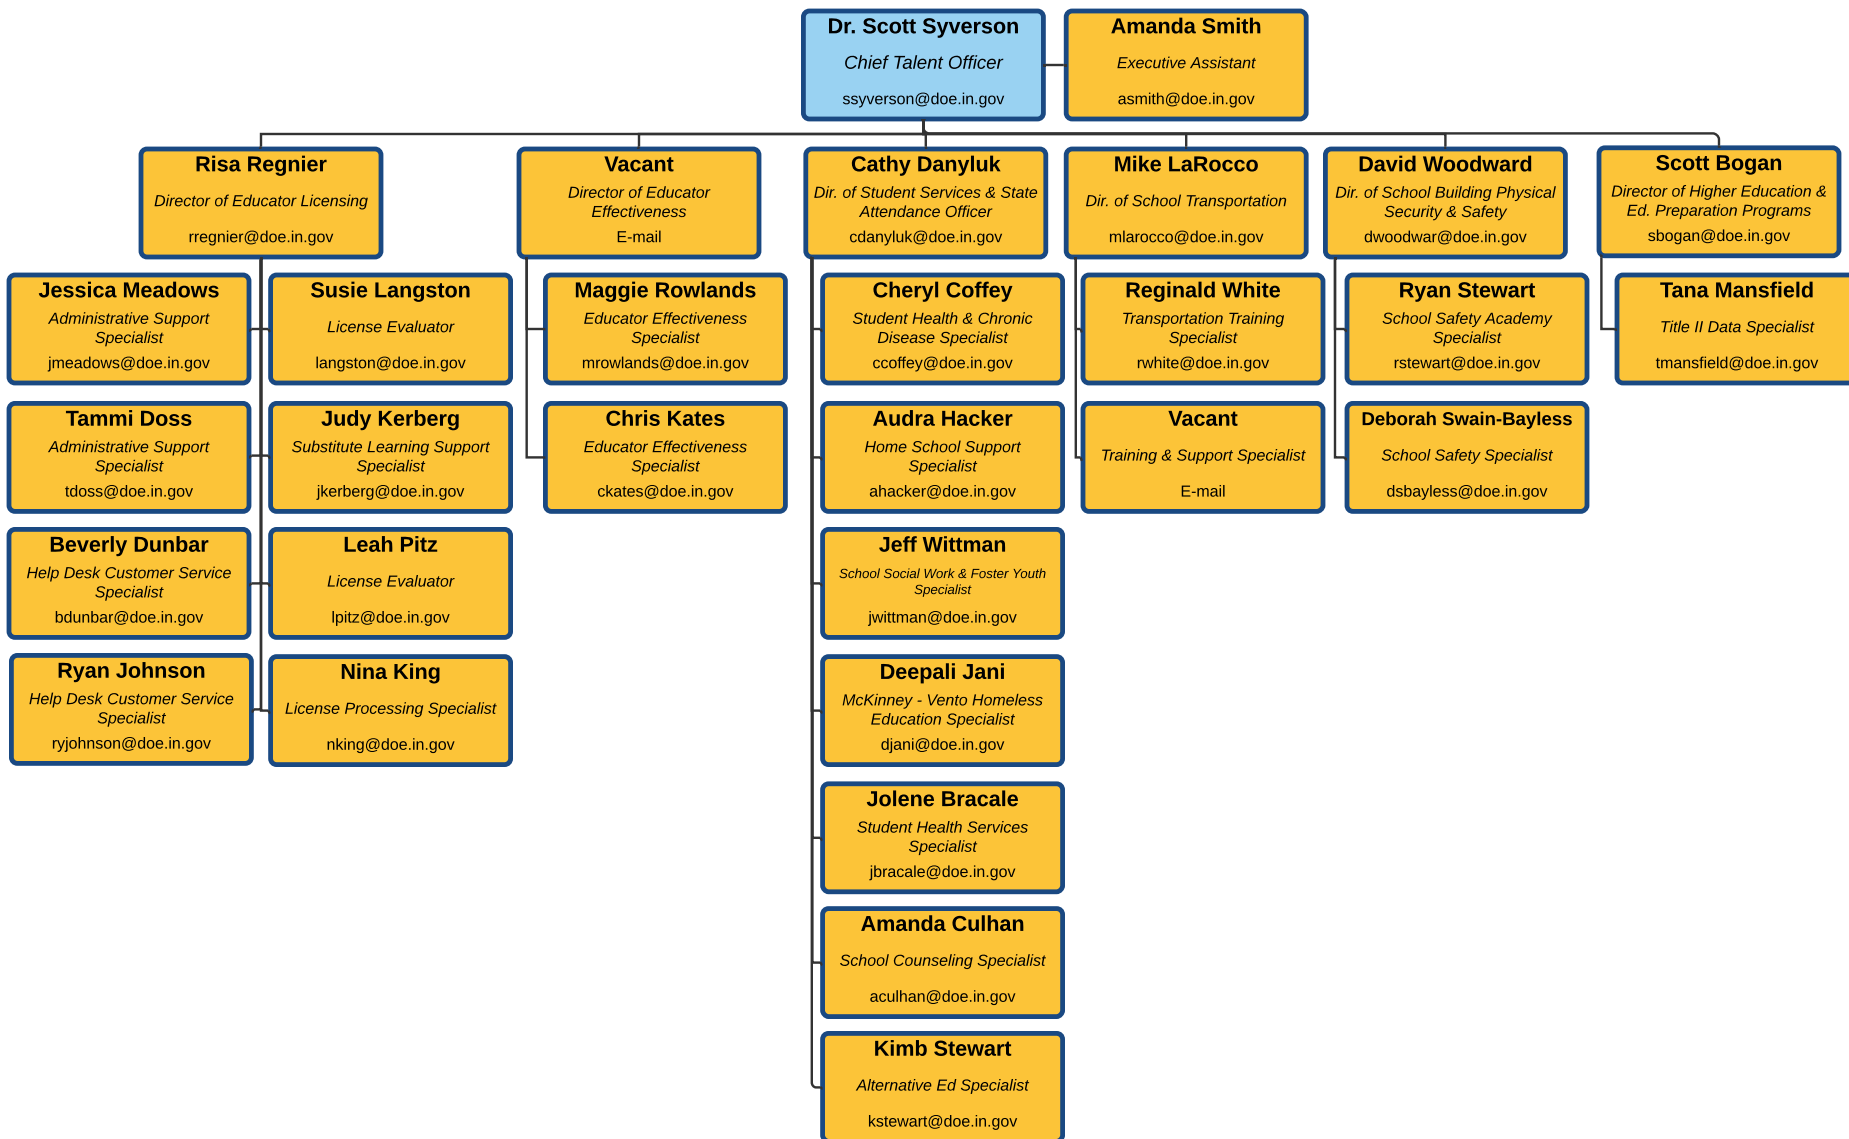 Dr. Scott Syverson
Chief Talent Officer
ssyverson@doe.in.gov
Amanda Smith
Executive Assistant
asmith@doe.in.gov
Risa Regnier
Director of Educator Licensing
rregnier@doe.in.gov
Vacant
Director of Educator
Effectiveness
E-mail
Cathy Danyluk
Dir. of Student Services & State
Attendance Officer
cdanyluk@doe.in.gov
Mike LaRocco
Dir. of School Transportation
mlarocco@doe.in.gov
David Woodward
Dir. of School Building Physical
Security & Safety
dwoodwar@doe.in.gov
Scott Bogan
Director of Higher Education &
Ed. Preparation Programs
sbogan@doe.in.gov
Jessica Meadows
Administrative Support
Specialist
jmeadows@doe.in.gov
Susie Langston
License Evaluator
langston@doe.in.gov
Maggie Rowlands
Educator Effectiveness
Specialist
mrowlands@doe.in.gov
Cheryl Coffey
Student Health & Chronic
Disease Specialist
ccoffey@doe.in.gov
Reginald White
Transportation Training
Specialist
rwhite@doe.in.gov
Ryan Stewart
School Safety Academy
Specialist
rstewart@doe.in.gov
Tana Mansfield
Title II Data Specialist
tmansfield@doe.in.gov
Tammi Doss
Administrative Support
Specialist
tdoss@doe.in.gov
Judy Kerberg
Substitute Learning Support
Specialist
jkerberg@doe.in.gov
Chris Kates
Educator Effectiveness
Specialist
ckates@doe.in.gov
Audra Hacker
Home School Support
Specialist
ahacker@doe.in.gov
Vacant
Training & Support Specialist
E-mail
Deborah Swain-Bayless
School Safety Specialist
dsbayless@doe.in.gov
Beverly Dunbar
Help Desk Customer Service
Specialist
bdunbar@doe.in.gov
Leah Pitz
License Evaluator
lpitz@doe.in.gov
Jeff Wittman
School Social Work & Foster Youth
Specialist
jwittman@doe.in.gov
Ryan Johnson
Help Desk Customer Service
Specialist
ryjohnson@doe.in.gov
Nina King
License Processing Specialist
nking@doe.in.gov
Deepali Jani
McKinney - Vento Homeless
Education Specialist
djani@doe.in.gov
Jolene Bracale
Student Health Services
Specialist
jbracale@doe.in.gov
Amanda Culhan
School Counseling Specialist
aculhan@doe.in.gov
Kimb Stewart
Alternative Ed Specialist
kstewart@doe.in.gov